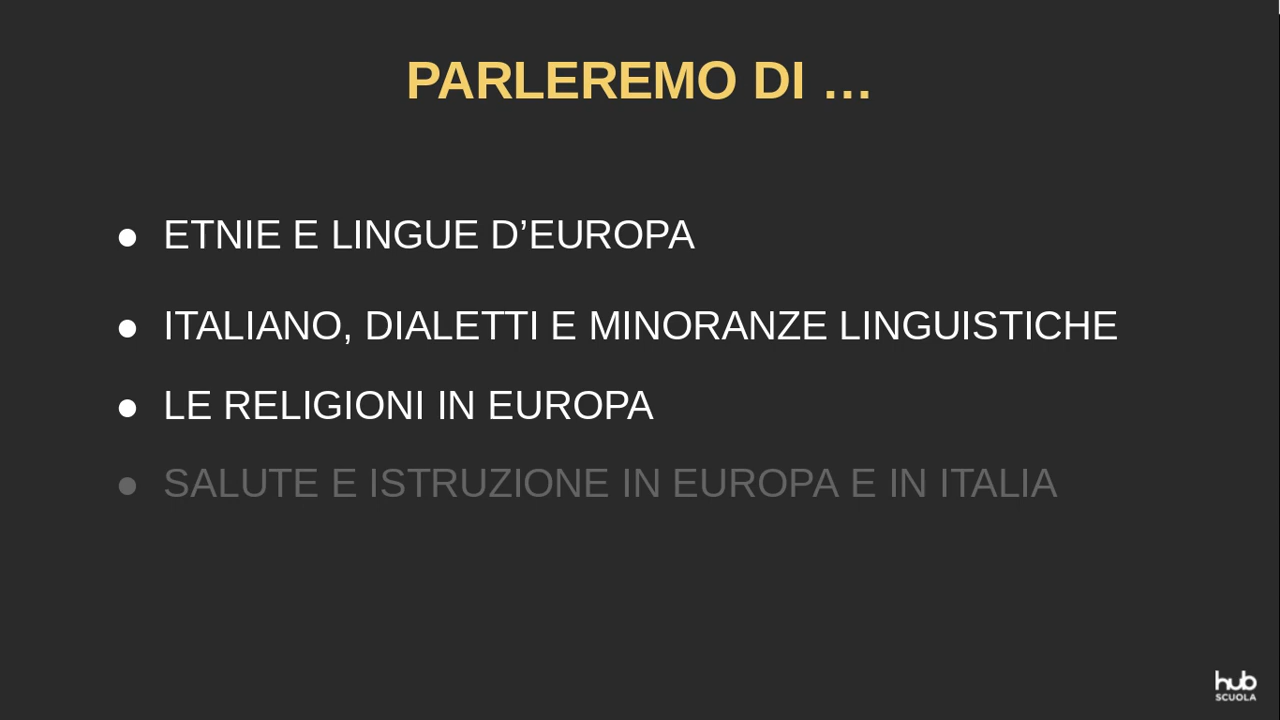 PARLEREMO DI …
● ETNIE E LINGUE D’EUROPA
● ITALIANO, DIALETTI E MINORANZE LINGUISTICHE
● LE RELIGIONI IN EUROPA
● SALUTE E ISTRUZIONE IN EUROPA E IN ITALIA
hub
SCUOLA